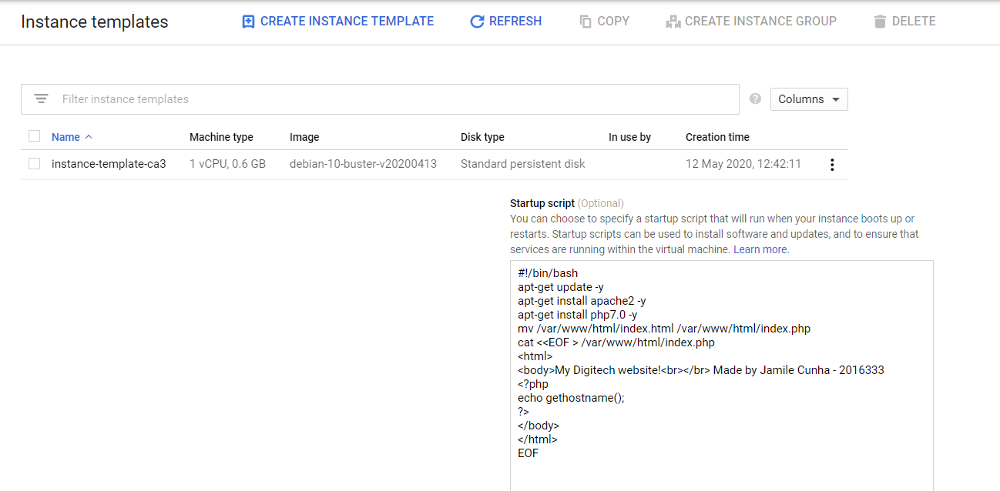 Instance templates CREATE INSTANCE TEMPLATE REFRESH COPY CREATE INSTANCE GROUP DELETE
Filter instance templates ? Columns
Name Machine type Image Disk type In use by Creation time
instance-template-ca3 1 vCPU, 0.6 GB debian-10-buster-v20200413 Standard persistent disk 12 May 2020, 12:42:11
Startup script (Optional)
You can choose to specify a startup script that will run when your instance boots up or
restarts. Startup scripts can be used to install software and updates, and to ensure that
services are running within the virtual machine. Learn more.
#!/bin/bash
apt-get update -y
apt-get install apache2 -y
apt-get install php7.0 -y
mv /var/www/html/index.html /var/www/html/index.php
cat <<EOF > /var/www/html/index.php
<html>
<body>My Digitech website!<br></br> Made by Jamile Cunha - 2016333
<?php
echo gethostname();
?>
</body>
</html>
EOF